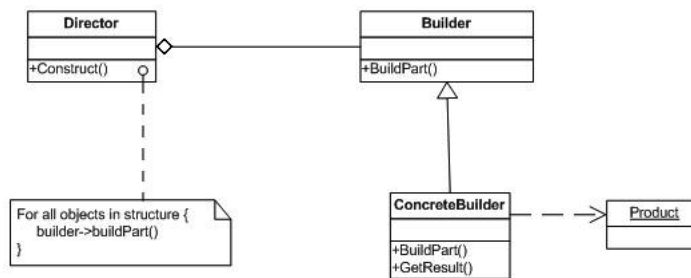 Director
+Construct()
Builder
+BuildPart()
For all objects in structure {
builder->buildPart()
}
ConcreteBuilder
+BuildPart()
+GetResult()
Product